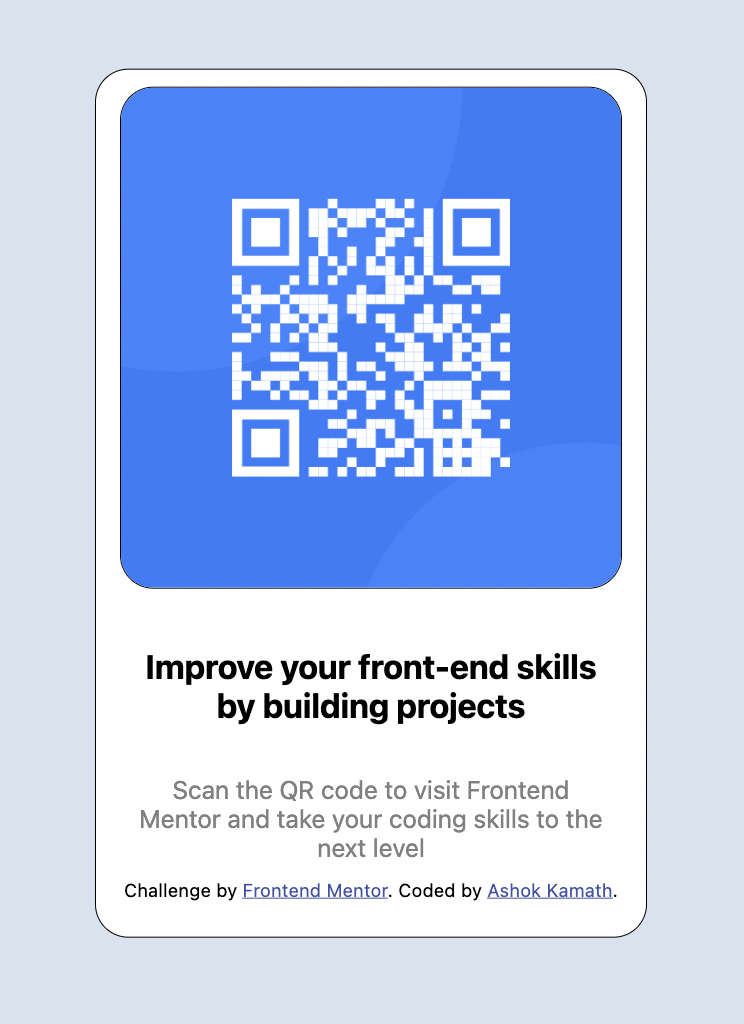 Improve your front-end skills
by building projects
Scan the QR code to visit Frontend
Mentor and take your coding skills to the
next level
Challenge by Frontend Mentor. Coded by Ashok Kamath.